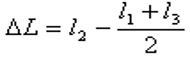 ΔL = l₂ − (l₁ + l₃) / 2